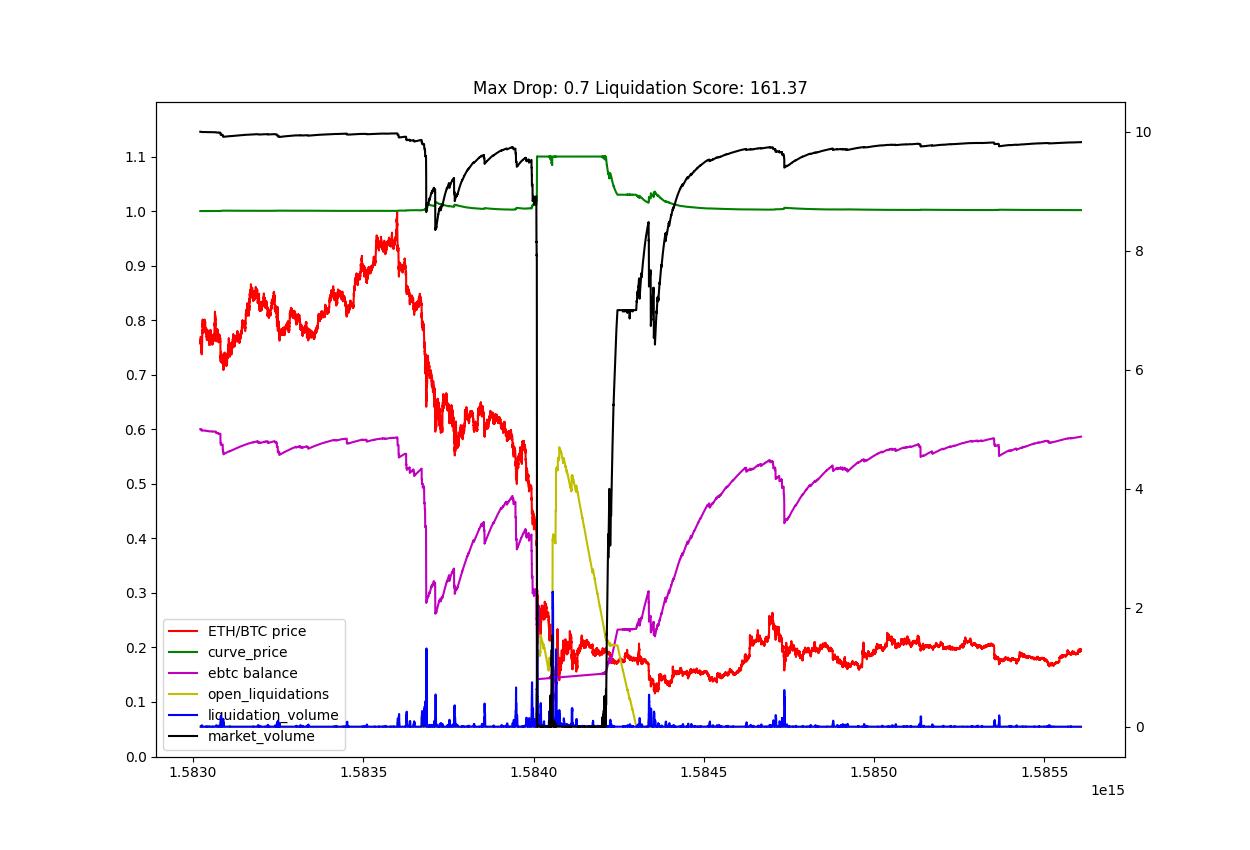 Max Drop: 0.7 Liquidation Score: 161.37
1.1
1.0
0.9
0.8
0.7
0.6
0.5
0.4
0.3
0.2
0.1
0.0
10
8
6
4
2
0
ETH/BTC price
curve_price
ebtc balance
open_liquidations
liquidation_volume
market_volume
1.5830 1.5835 1.5840 1.5845 1.5850 1.5855
1e15